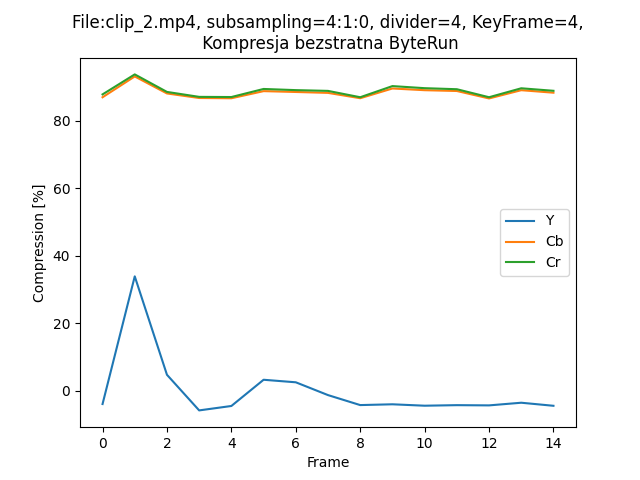 File:clip_2.mp4, subsampling=4:1:0, divider=4, KeyFrame=4,
Kompresja bezstratna ByteRun
Compression [%]
80
60
40
20
0
Y
Cb
Cr
0 2 4 6 8 10 12 14
Frame